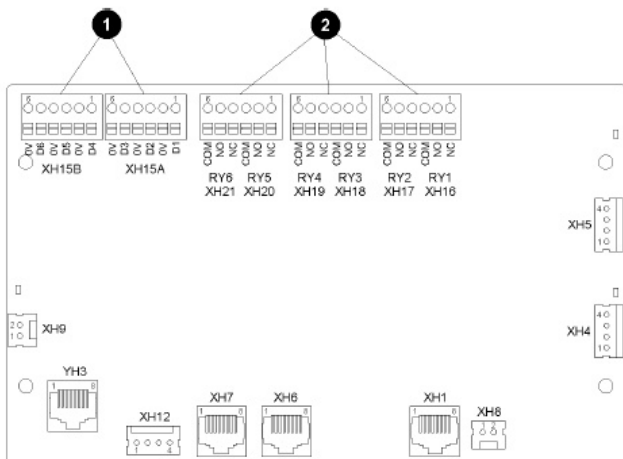 1 2
6 1 6 1 6 1 6 1 6 1
0V D6 0V D5 0V D4 0V D3 0V D2 0V D1 COM NO NC COM NO NC COM NO NC COM NO NC COM NO NC COM NO NC
XH15B XH15A
RY6 RY5 RY4 RY3 RY2 RY1
XH21 XH20 XH19 XH18 XH17 XH16
4
XH5
1
4
XH4
1
2
XH9
1
YH3
1 8
XH12
1 4
XH7
1 8
XH6
1 8
XH1
1 8
XH8
1 2